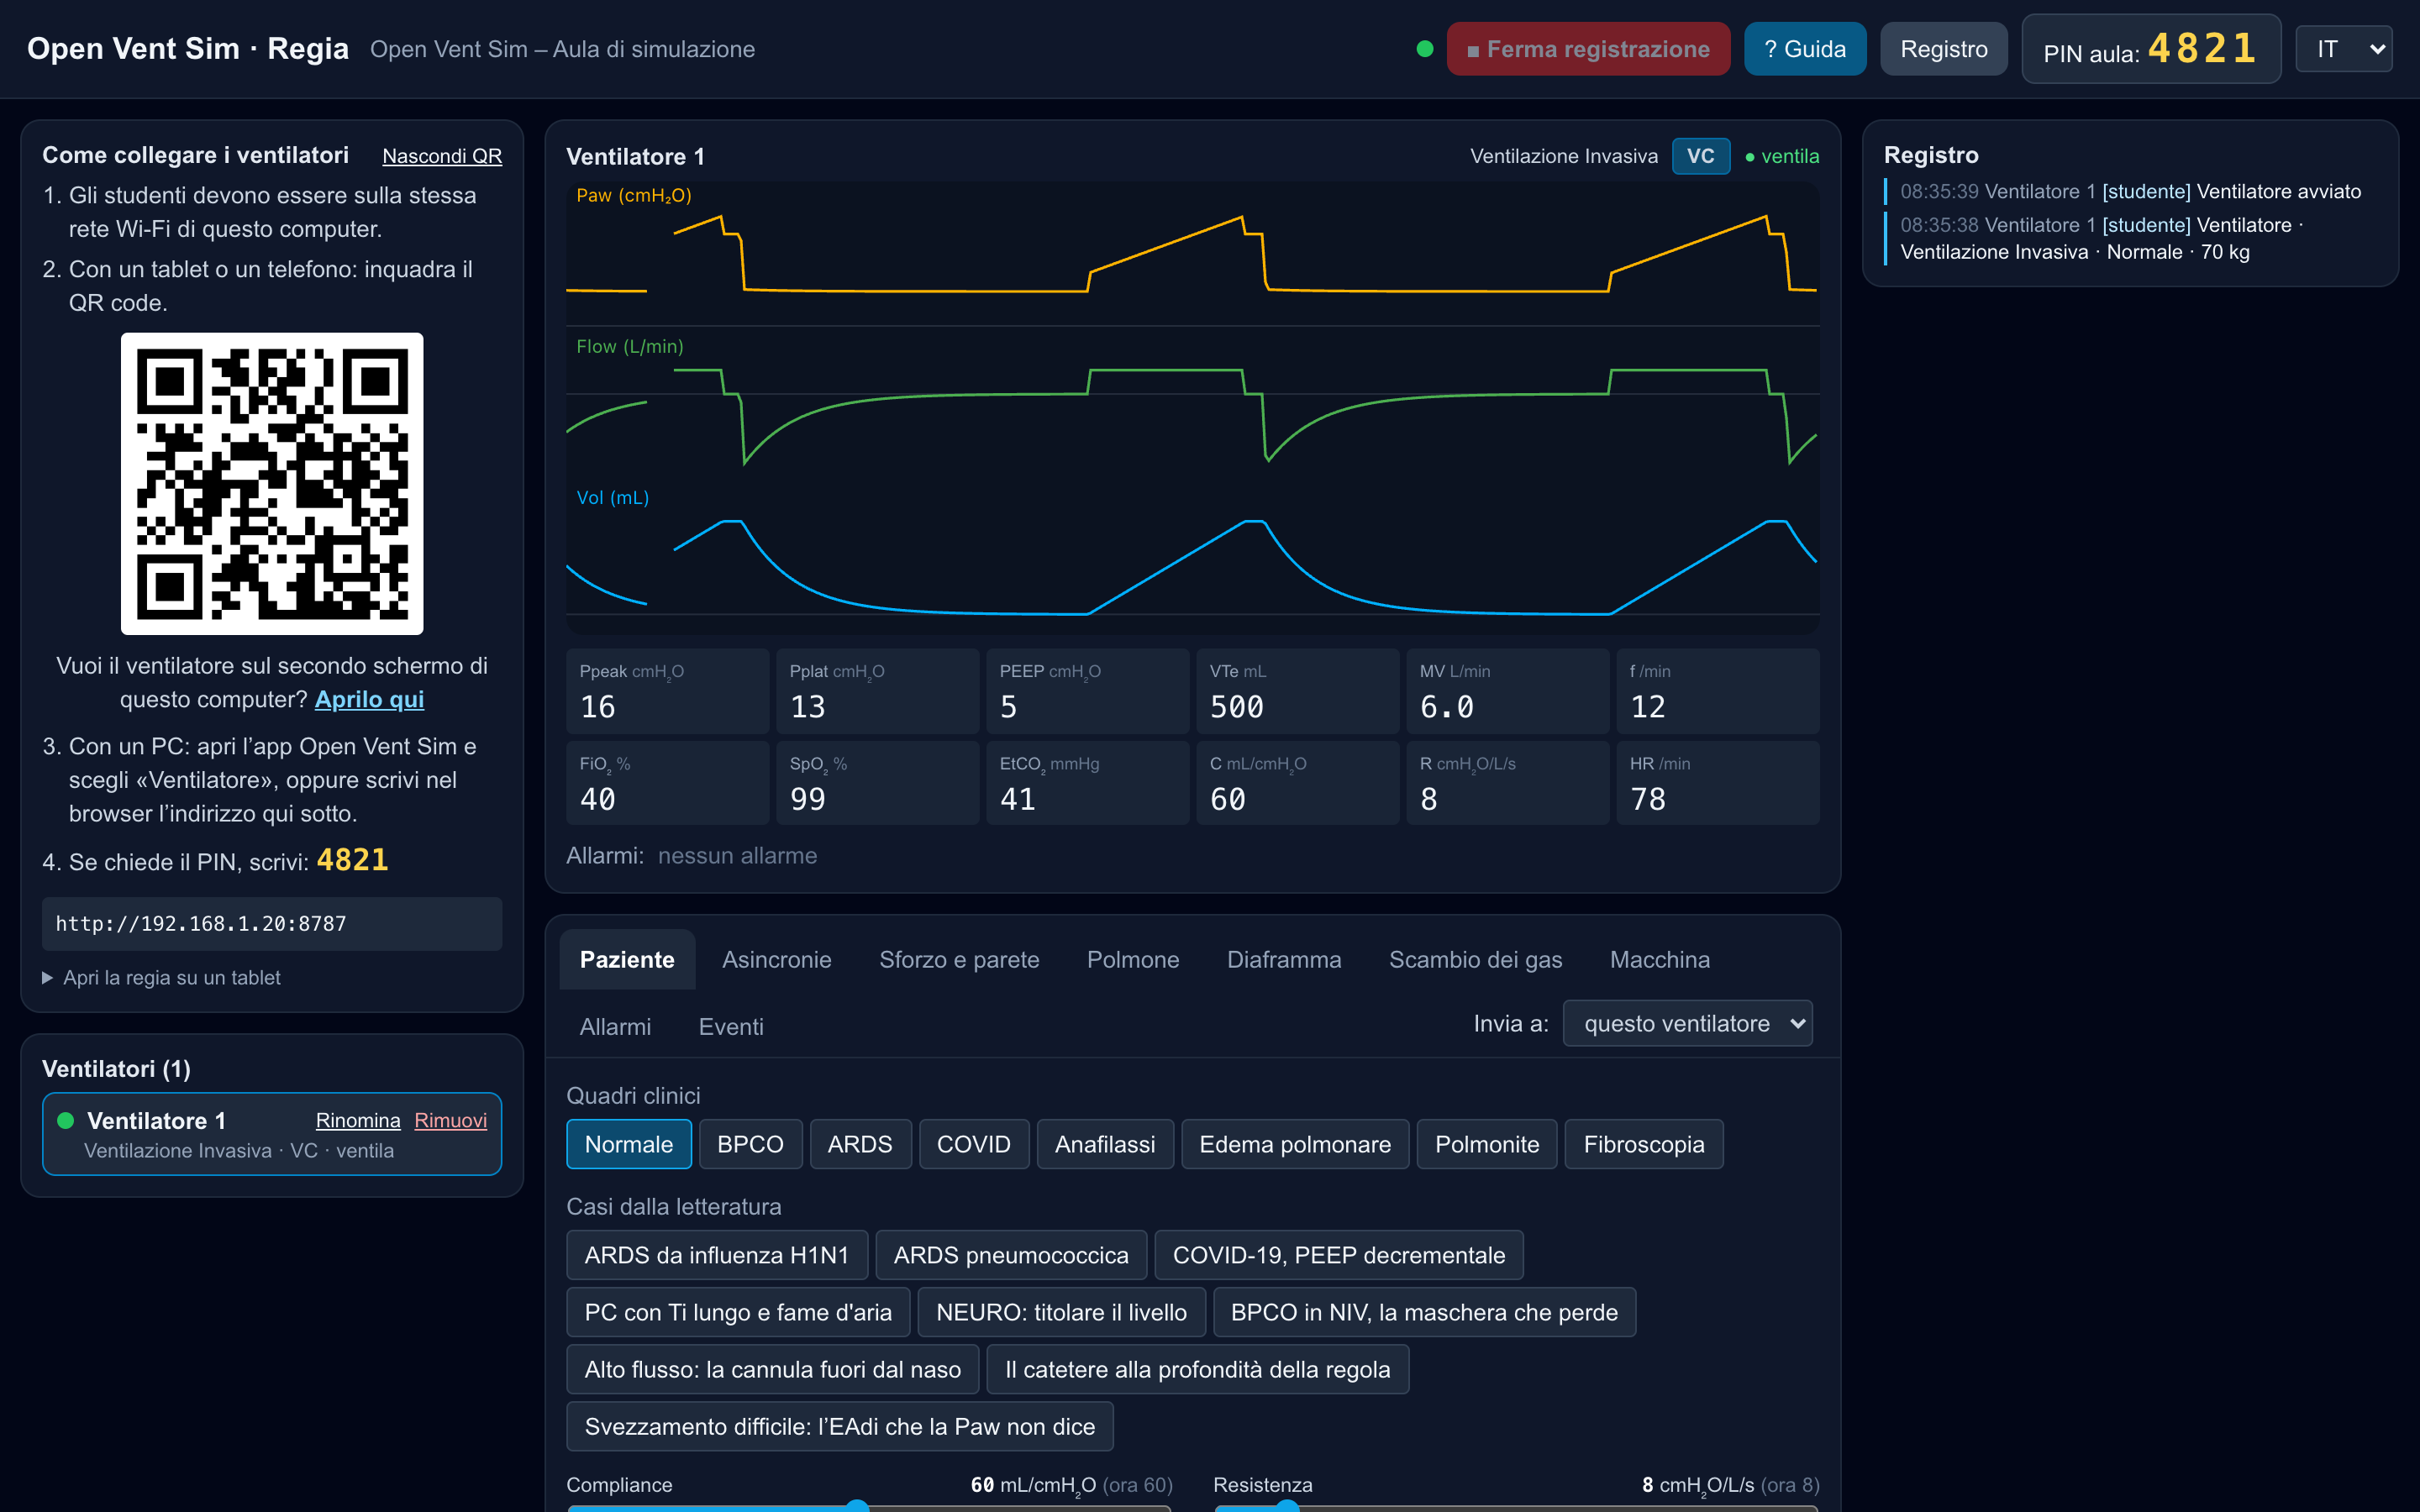 Open Vent Sim · Regia
Open Vent Sim – Aula di simulazione
■ Ferma registrazione
? Guida
Registro
PIN aula: 4821
IT
Come collegare i ventilatori
Nascondi QR
1. Gli studenti devono essere sulla stessa
rete Wi-Fi di questo computer.
2. Con un tablet o un telefono: inquadra il
QR code.
Vuoi il ventilatore sul secondo schermo di
questo computer? Aprilo qui
3. Con un PC: apri l’app Open Vent Sim e
scegli «Ventilatore», oppure scrivi nel
browser l’indirizzo qui sotto.
4. Se chiede il PIN, scrivi: 4821
http://192.168.1.20:8787
▶ Apri la regia su un tablet
Ventilatori (1)
Ventilatore 1
Rinomina
Rimuovi
Ventilazione Invasiva · VC · ventila
Ventilatore 1
Ventilazione Invasiva
VC
● ventila
Paw (cmH₂O)
Flow (L/min)
Vol (mL)
Ppeak cmH₂O
16
Pplat cmH₂O
13
PEEP cmH₂O
5
VTe mL
500
MV L/min
6.0
f /min
12
FiO₂ %
40
SpO₂ %
99
EtCO₂ mmHg
41
C mL/cmH₂O
60
R cmH₂O/L/s
8
HR /min
78
Allarmi: nessun allarme
Paziente
Asincronie
Sforzo e parete
Polmone
Diaframma
Scambio dei gas
Macchina
Allarmi
Eventi
Invia a:
questo ventilatore
Quadri clinici
Normale
BPCO
ARDS
COVID
Anafilassi
Edema polmonare
Polmonite
Fibroscopia
Casi dalla letteratura
ARDS da influenza H1N1
ARDS pneumococcica
COVID-19, PEEP decrementale
PC con Ti lungo e fame d'aria
NEURO: titolare il livello
BPCO in NIV, la maschera che perde
Alto flusso: la cannula fuori dal naso
Il catetere alla profondità della regola
Svezzamento difficile: l’EAdi che la Paw non dice
Compliance
60 mL/cmH₂O (ora 60)
Resistenza
8 cmH₂O/L/s (ora 8)
Registro
08:35:39 Ventilatore 1 [studente] Ventilatore avviato
08:35:38 Ventilatore 1 [studente] Ventilatore ·
Ventilazione Invasiva · Normale · 70 kg